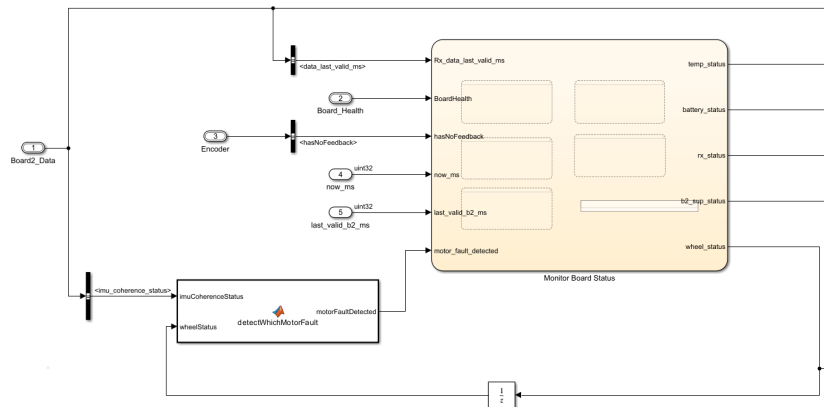 <data_last_valid_ms>
Rx_data_last_valid_ms
temp_status
2
Board_Health
BoardHealth
battery_status
3
Encoder
<hasNoFeedback>
hasNoFeedback
1
Board2_Data
rx_status
4
uint32
now_ms
now_ms
5
uint32
last_valid_b2_ms
last_valid_b2_ms
b2_sup_status
motor_fault_detected
wheel_status
Monitor Board Status
<imu_coherence_status>
imuCoherenceStatus
motorFaultDetected
detectWhichMotorFault
wheelStatus
1
z